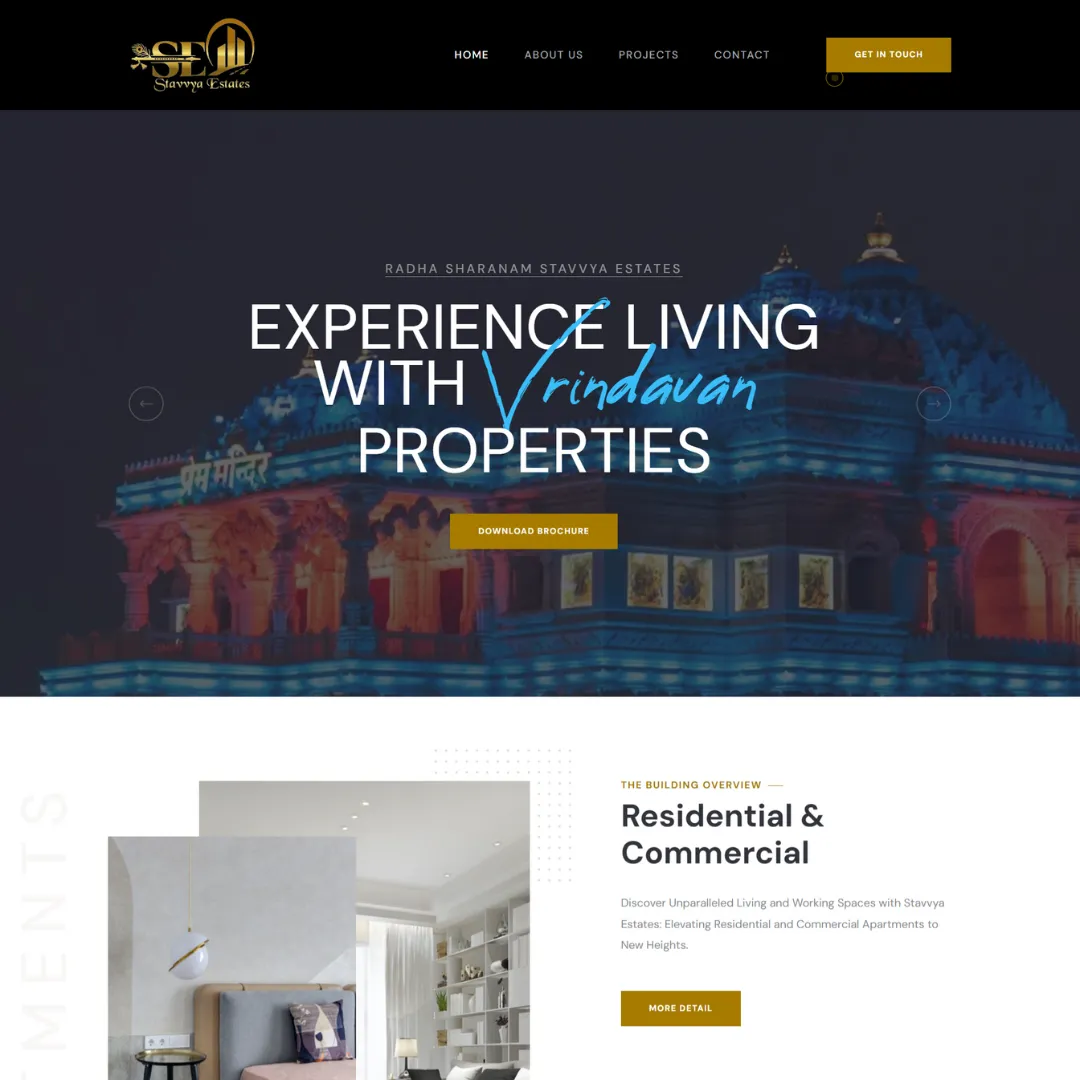 SE
Stavvya Estates
HOME ABOUT US PROJECTS CONTACT GET IN TOUCH
RADHA SHARANAM STAVVYA ESTATES
EXPERIENCE LIVING
WITH Vrindavan
PROPERTIES
प्रेम मन्दिर
DOWNLOAD BROCHURE
THE BUILDING OVERVIEW
Residential &
Commercial
Discover Unparalleled Living and Working Spaces with Stavvya
Estates: Elevating Residential and Commercial Apartments to
New Heights.
MORE DETAIL
TMENTS